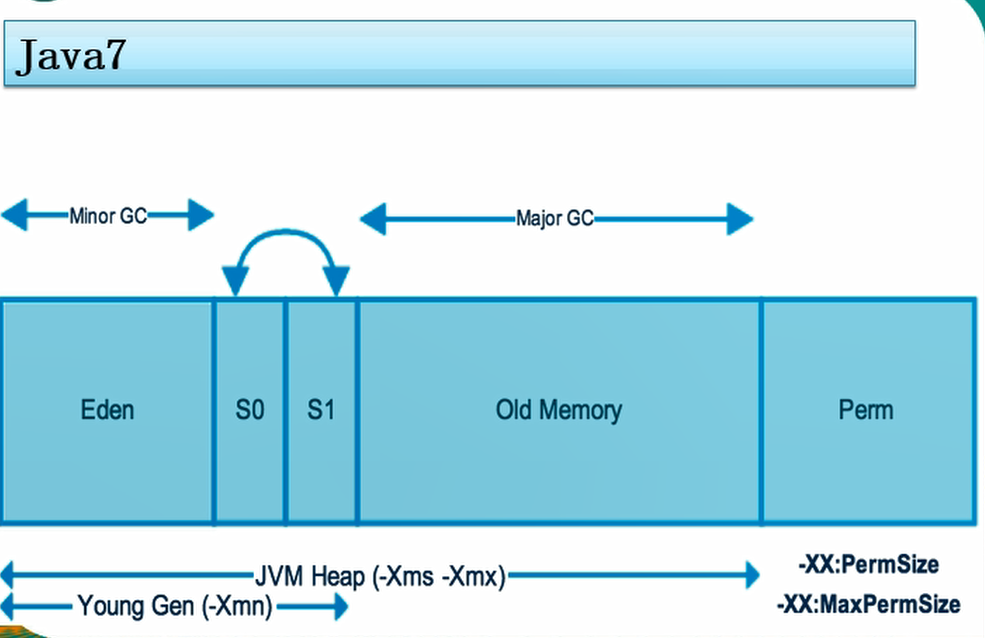 Java7
Minor GC
Major GC
Eden
S0
S1
Old Memory
Perm
JVM Heap (-Xms -Xmx)
-XX:PermSize
Young Gen (-Xmn)
-XX:MaxPermSize